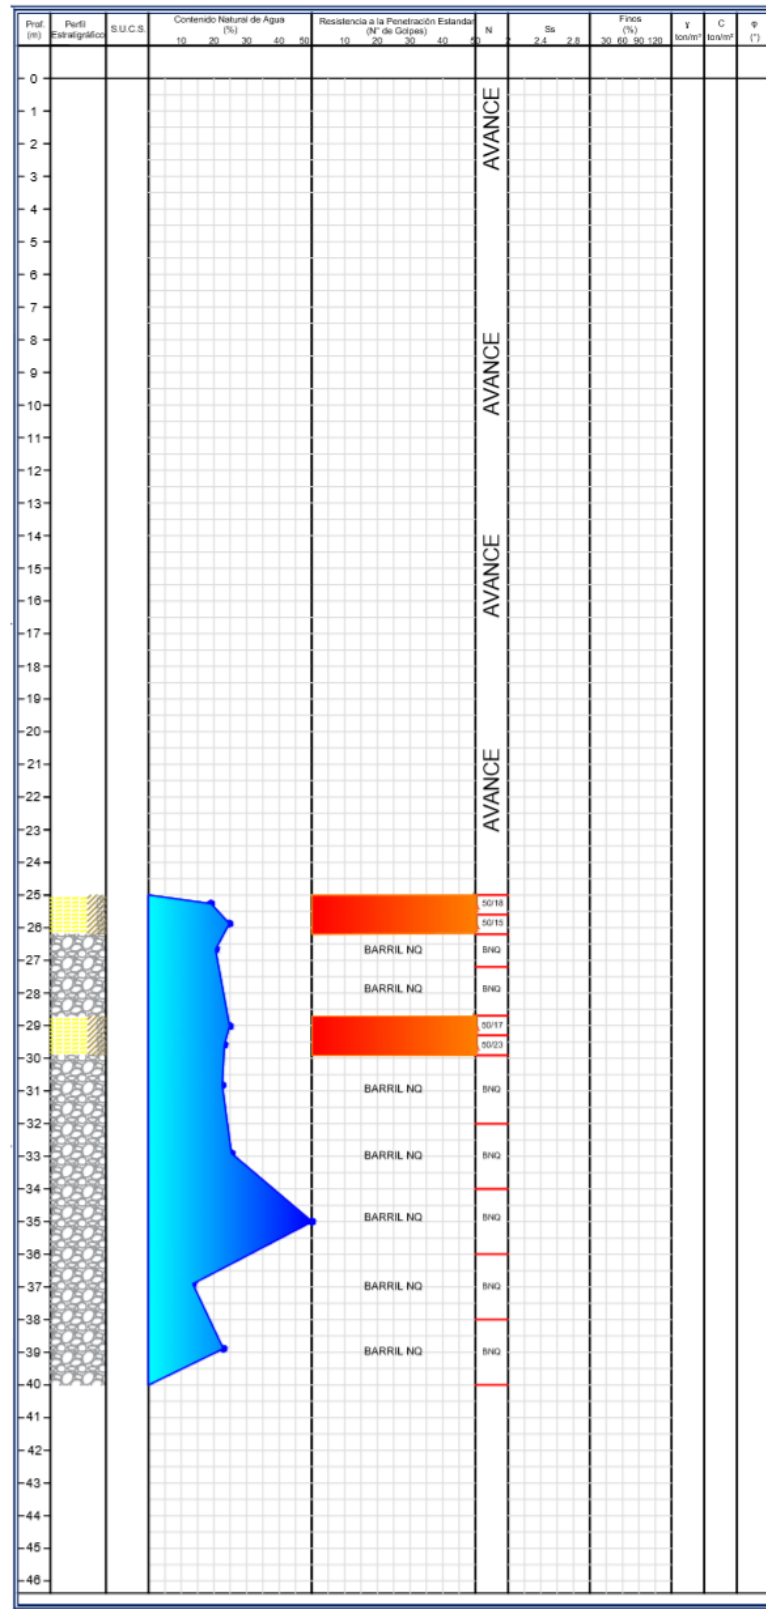 Prof. (m)
Perfil Estratigráfico
S.U.C.S.
Contenido Natural de Agua
(%)
10 20 30 40 50
Resistencia a la Penetración Estandar
(N° de Golpes)
10 20 30 40 50
N
Ss
2 2.4 2.8
Finos
(%)
30 60 90 120
γ
ton/m³
C
ton/m²
φ
(°)
0
AVANCE
1
2
3
4
5
6
7
8
AVANCE
9
10
11
12
13
14
AVANCE
15
16
17
18
19
20
21
AVANCE
22
23
24
25
50/18
50/15
26
BARRIL NQ BNQ
27
BARRIL NQ BNQ
28
29
50/17
50/23
30
31
BARRIL NQ BNQ
32
33
BARRIL NQ BNQ
34
35
BARRIL NQ BNQ
36
37
BARRIL NQ BNQ
38
39
BARRIL NQ BNQ
40
41
42
43
44
45
46